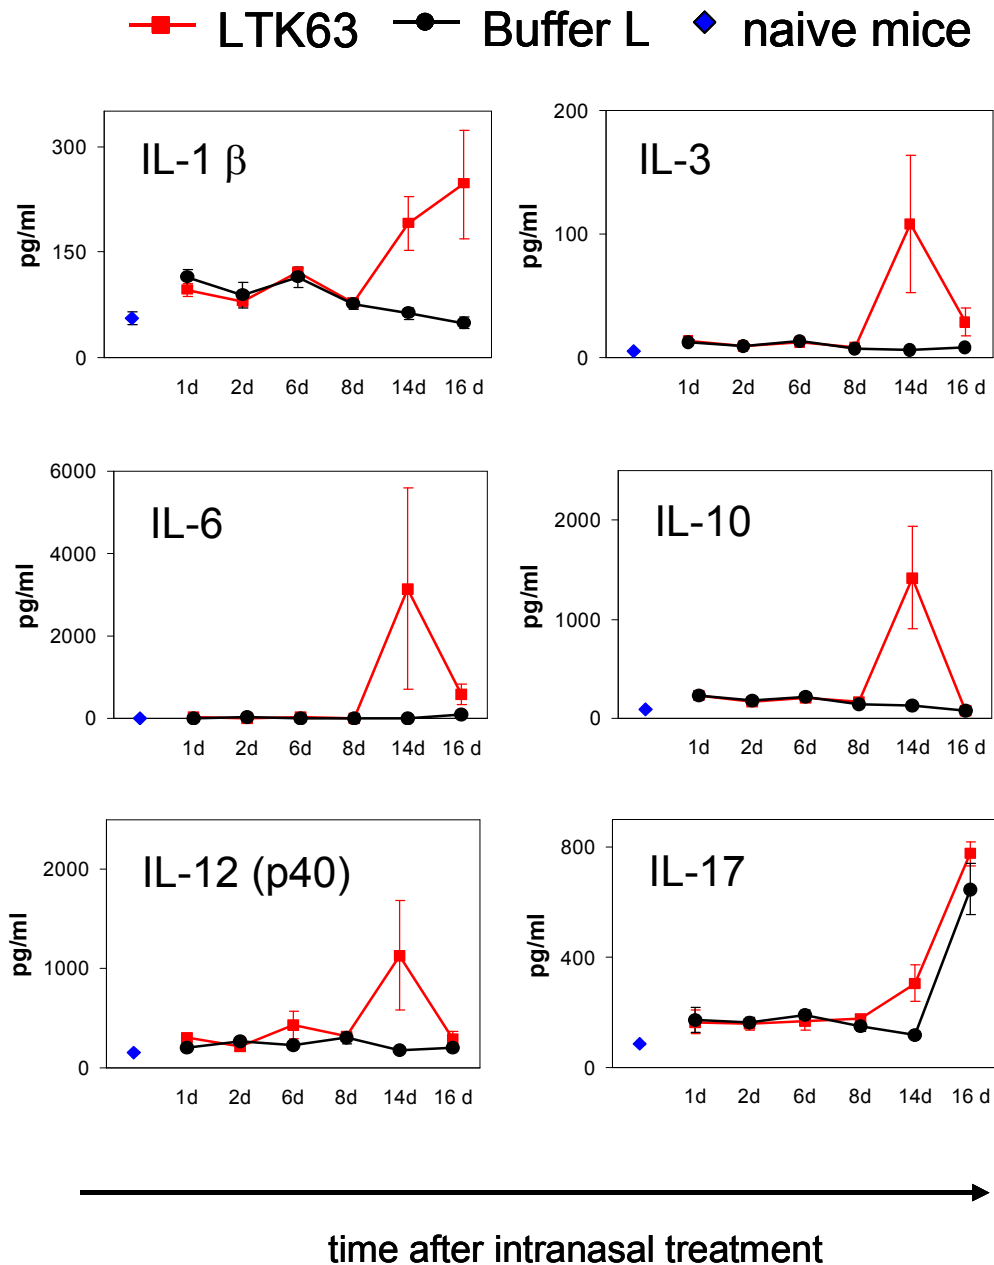 LTK63 Buffer L naive mice
IL-1 β
pg/ml
300
150
0
1d 2d 6d 8d 14d 16 d
IL-3
pg/ml
200
100
0
1d 2d 6d 8d 14d 16 d
IL-6
pg/ml
6000
4000
2000
0
1d 2d 6d 8d 14d 16 d
IL-10
pg/ml
2000
1000
0
1d 2d 6d 8d 14d 16 d
IL-12 (p40)
pg/ml
2000
1000
0
1d 2d 6d 8d 14d 16 d
IL-17
pg/ml
800
400
0
1d 2d 6d 8d 14d 16 d
time after intranasal treatment